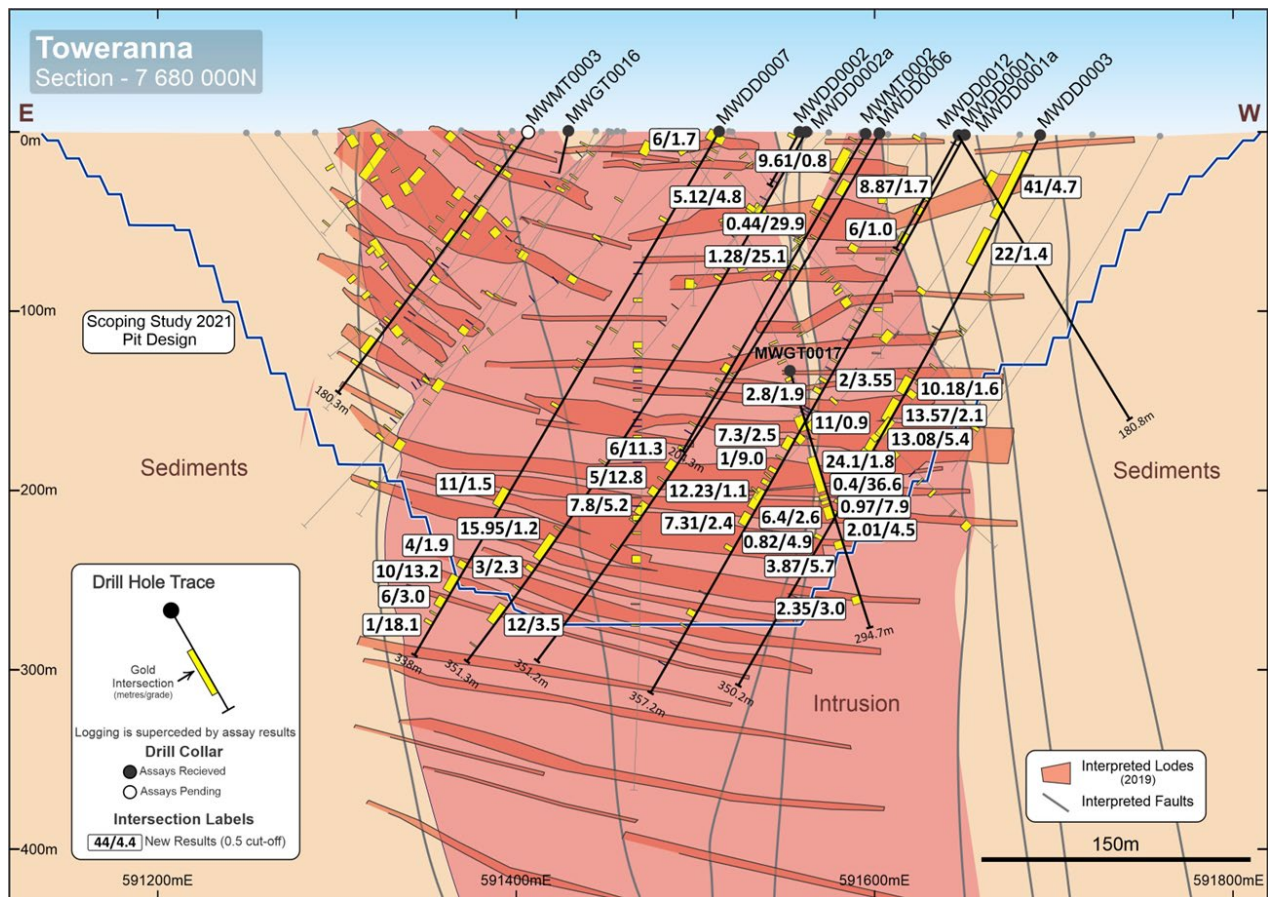 Toweranna
Section - 7 680 000N
E
W
MWMT0003
MWGT0016
MWDD0007
MWDD0002
MWDD0002a
MWMT0002
MWDD0006
MWDD0012
MWDD0001
MWDD0001a
MWDD0003
0m
100m
200m
300m
400m
6/1.7
9.61/0.8
5.12/4.8
8.87/1.7
41/4.7
0.44/29.9
6/1.0
1.28/25.1
22/1.4
Scoping Study 2021
Pit Design
MWGT0017
180.3m
2/3.55
2.8/1.9
10.18/1.6
11/0.9
13.57/2.1
180.8m
7.3/2.5
13.08/5.4
6/11.3
1/9.0
24.1/1.8
Sediments
Sediments
5/12.8
11/1.5
12.23/1.1
0.4/36.6
7.8/5.2
0.97/7.9
15.95/1.2
7.31/2.4
6.4/2.6
2.01/4.5
4/1.9
0.82/4.9
10/13.2
3/2.3
3.87/5.7
6/3.0
2.35/3.0
1/18.1
12/3.5
294.7m
338m
351.3m
351.2m
357.2m
350.2m
Intrusion
Drill Hole Trace
Gold
Intersection
(metres/grade)
Logging is superceded by assay results
Drill Collar
Assays Recieved
Assays Pending
Intersection Labels
44/4.4 New Results (0.5 cut-off)
Interpreted Lodes
(2019)
Interpreted Faults
150m
591200mE
591400mE
591600mE
591800mE